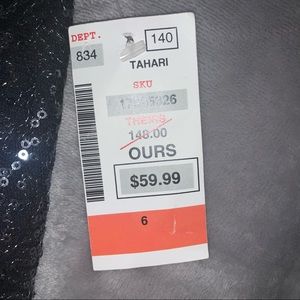 DEPT.
834
140
TAHARI
SKU
THEIRS
148.00
OURS
$59.99
6